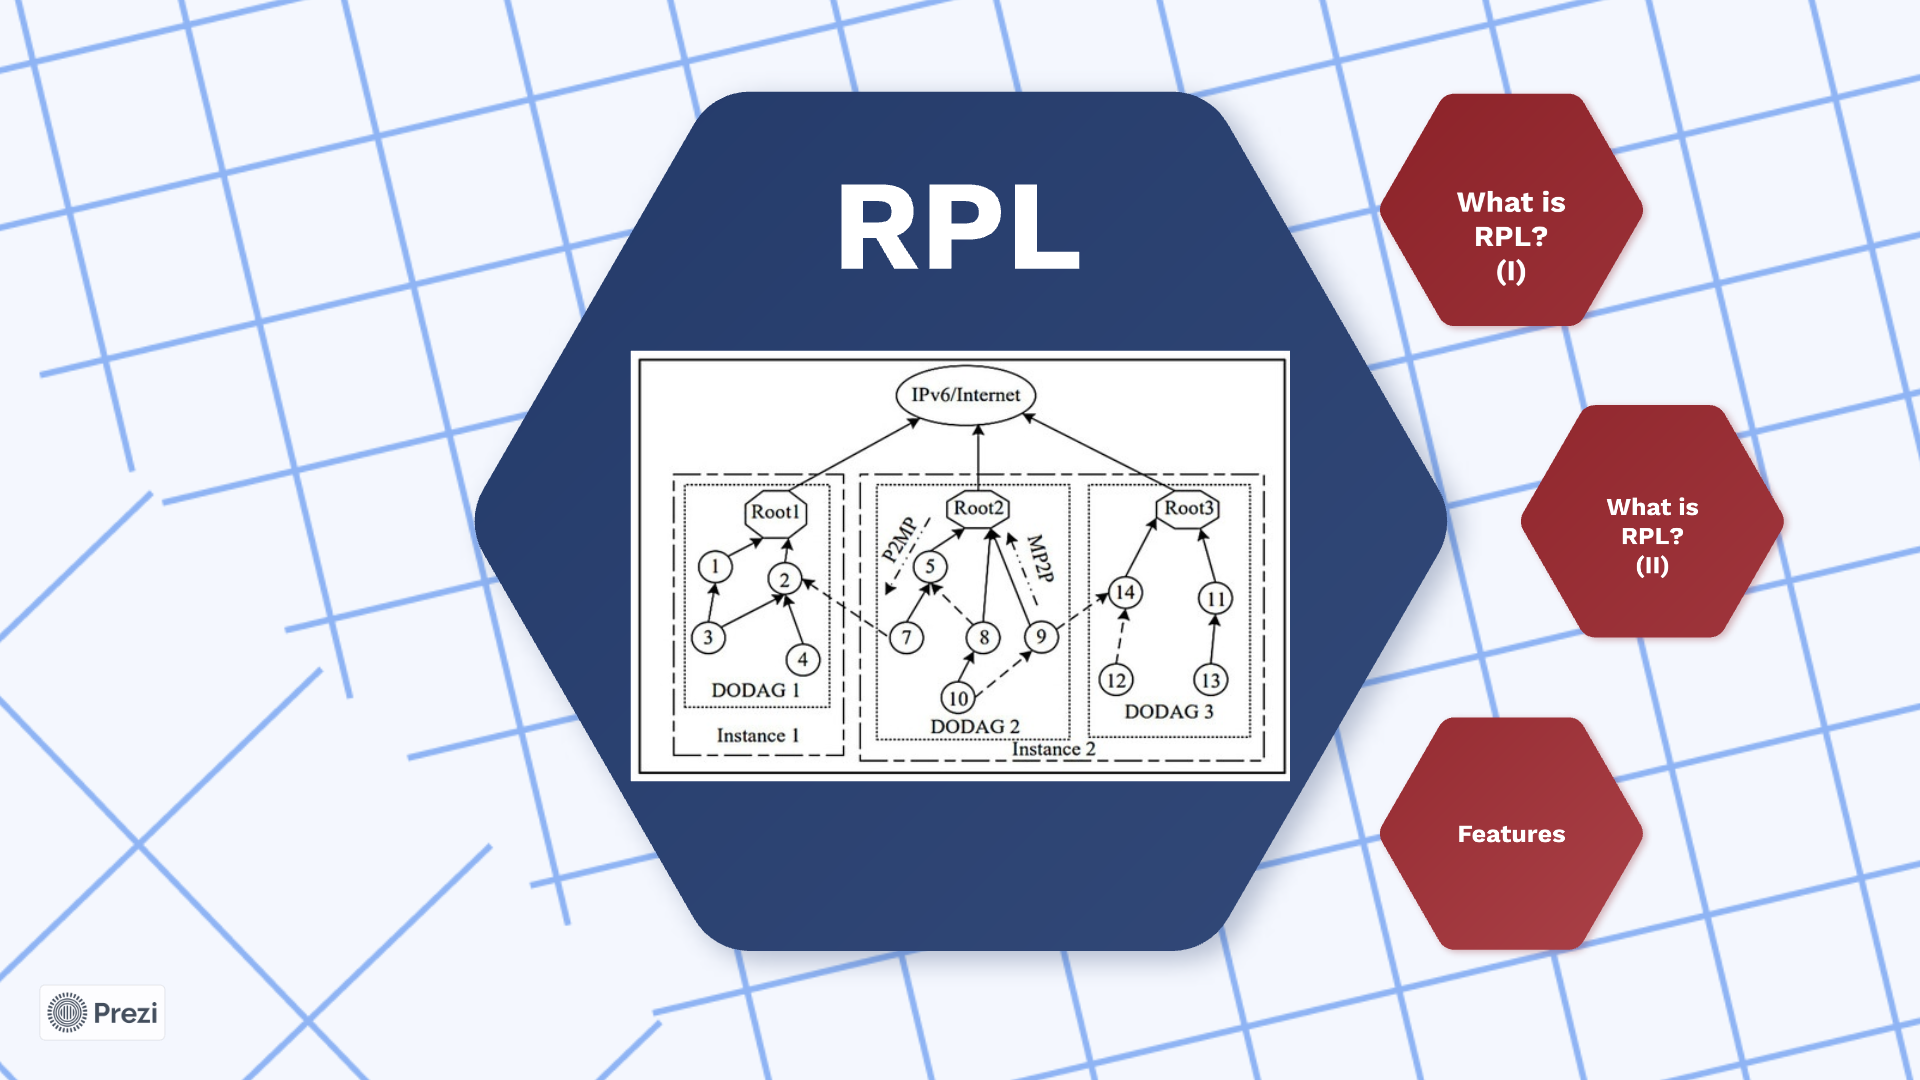 RPL
IPv6/Internet
Root1
Root2
Root3
P2MP
MP2P
1
2
5
14
11
3
4
7
8
9
12
13
10
DODAG 1
DODAG 2
DODAG 3
Instance 1
Instance 2
What is
RPL?
(I)
What is
RPL?
(II)
Features
Prezi